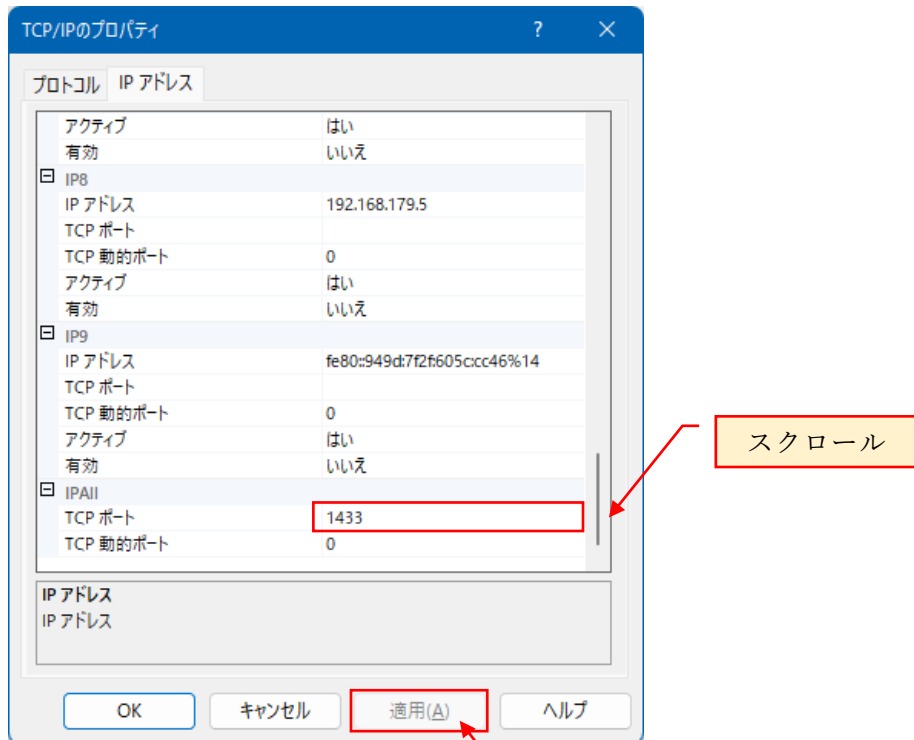 TCP/IPのプロパティ ? ×
プロトコル IP アドレス
アクティブ はい
有効 いいえ
IP8
IP アドレス 192.168.179.5
TCP ポート
TCP 動的ポート 0
アクティブ はい
有効 いいえ
IP9
IP アドレス fe80::949d:7f2f:605c:cc46%14
TCP ポート
TCP 動的ポート 0
アクティブ はい
有効 いいえ
IPAll
TCP ポート 1433
TCP 動的ポート 0
スクロール
IP アドレス
IP アドレス
OK キャンセル 適用(A) ヘルプ